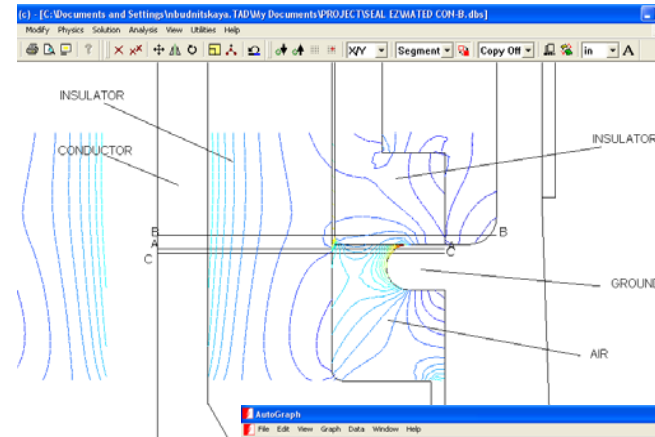 (c) - [C:\Documents and Settings\nbudnitskaya.TAD\My Documents\PROJECT\SEAL EZ\MATED CON-B.dbs]
Modify Physics Solution Analysis View Utilities Help
? X/Y Segment Copy Off in A
INSULATOR
INSULATOR
CONDUCTOR
B B
A
C C
GROUND
AIR
AutoGraph
File Edit View Graph Data Window Help